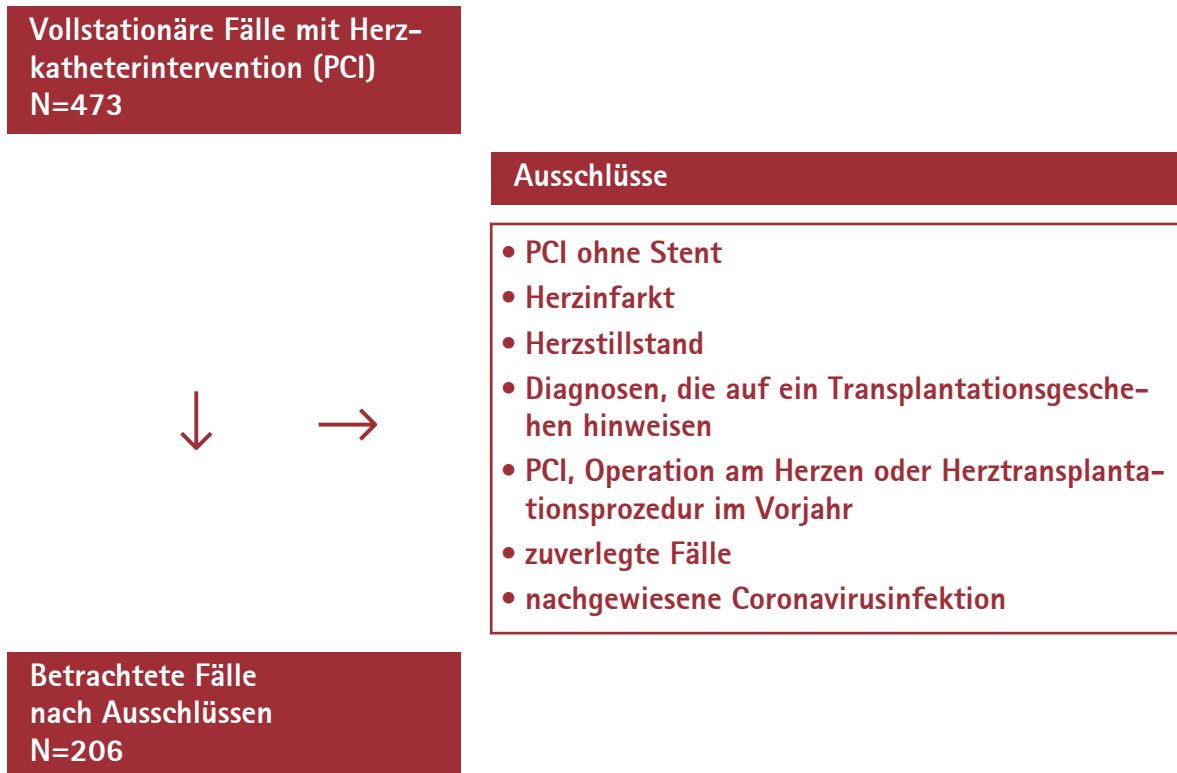 Vollstationäre Fälle mit Herz-
katheterintervention (PCI)
N=473
Ausschlüsse
• PCI ohne Stent
• Herzinfarkt
• Herzstillstand
• Diagnosen, die auf ein Transplantationsgesche-
hen hinweisen
• PCI, Operation am Herzen oder Herztransplanta-
tionsprozedur im Vorjahr
• zuverlegte Fälle
• nachgewiesene Coronavirusinfektion
Betrachtete Fälle
nach Ausschlüssen
N=206